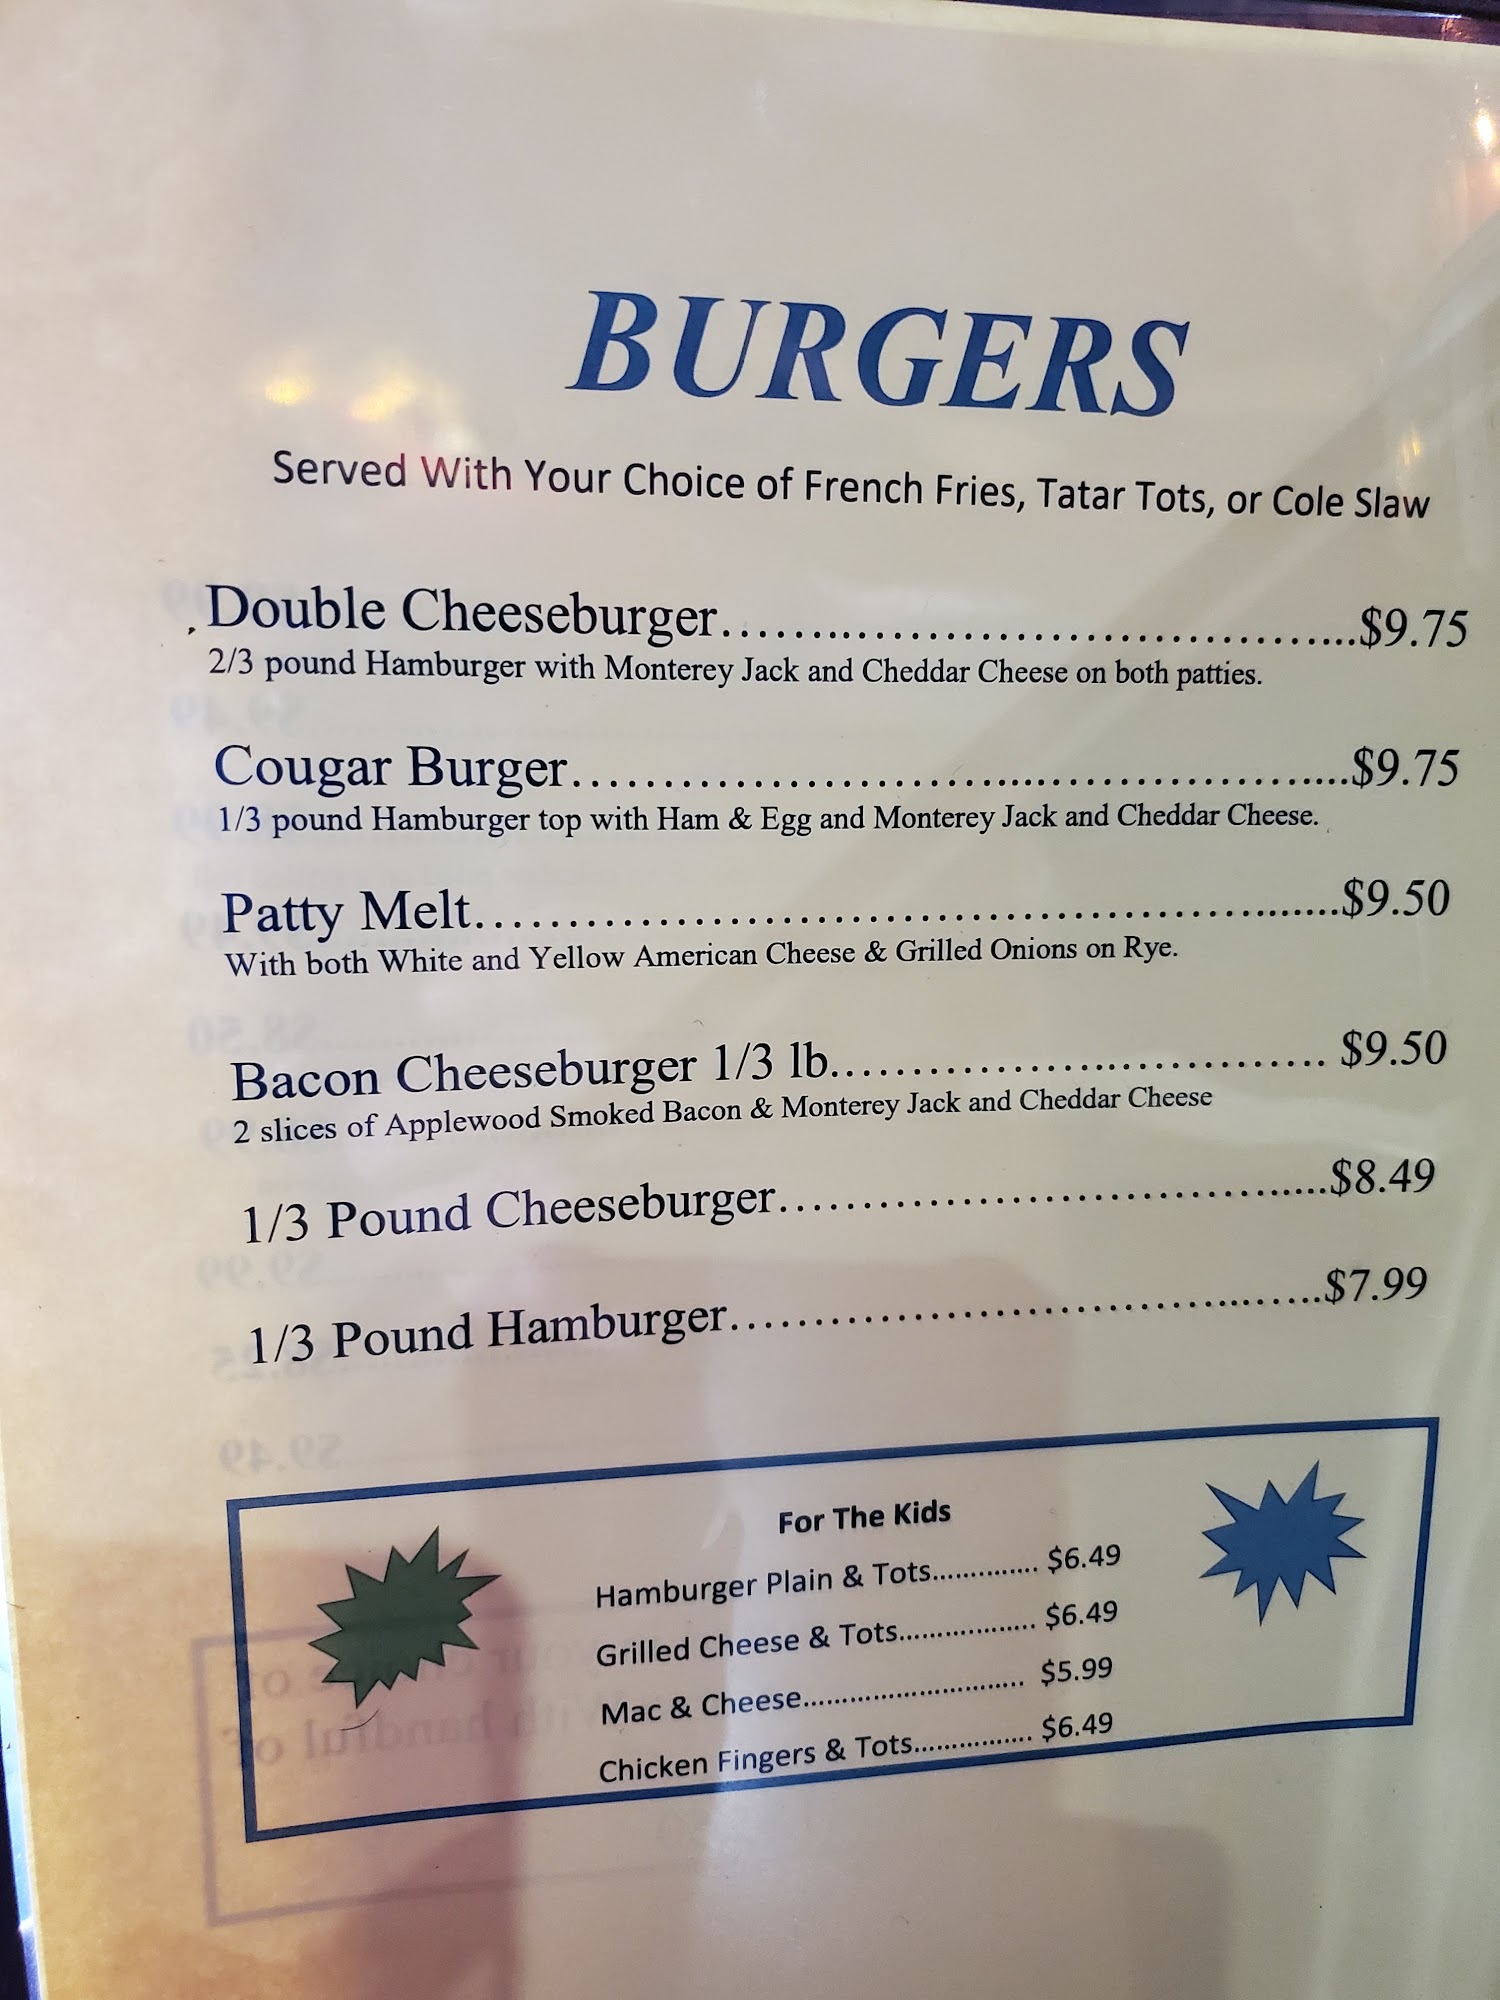 BURGERS
Served With Your Choice of French Fries, Tatar Tots, or Cole Slaw
Double Cheeseburger.......................................$9.75
2/3 pound Hamburger with Monterey Jack and Cheddar Cheese on both patties.
Cougar Burger.............................................$9.75
1/3 pound Hamburger top with Ham & Egg and Monterey Jack and Cheddar Cheese.
Patty Melt................................................$9.50
With both White and Yellow American Cheese & Grilled Onions on Rye.
Bacon Cheeseburger 1/3 lb.............................. $9.50
2 slices of Applewood Smoked Bacon & Monterey Jack and Cheddar Cheese
1/3 Pound Cheeseburger.................................$8.49
1/3 Pound Hamburger....................................$7.99
For The Kids
Hamburger Plain & Tots.............. $6.49
Grilled Cheese & Tots.................. $6.49
Mac & Cheese............................. $5.99
Chicken Fingers & Tots................ $6.49